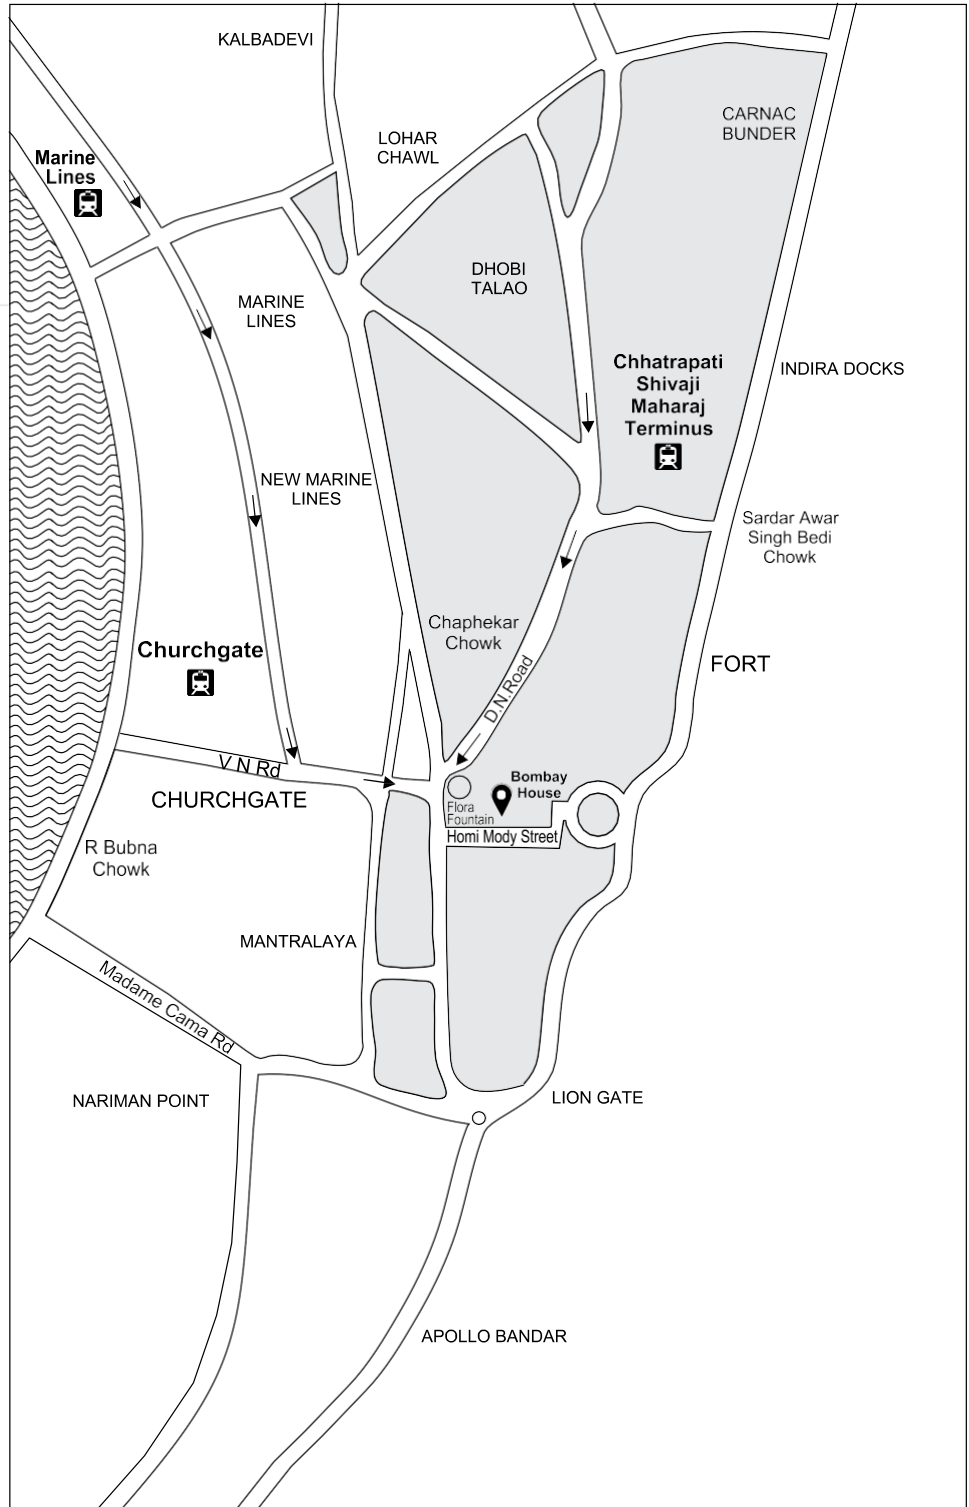 KALBADEVI
CARNAC
BUNDER
LOHAR
CHAWL
Marine
Lines
DHOBI
TALAO
MARINE
LINES
Chhatrapati
Shivaji
Maharaj
Terminus
INDIRA DOCKS
NEW MARINE
LINES
Sardar Awar
Singh Bedi
Chowk
Chaphekar
Chowk
Churchgate
FORT
D.N.Road
V N Rd
CHURCHGATE
Bombay
House
Flora
Fountain
Homi Mody Street
R Bubna
Chowk
MANTRALAYA
Madame Cama Rd
NARIMAN POINT
LION GATE
APOLLO BANDAR